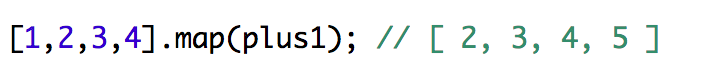 [1,2,3,4].map(plus1); // [ 2, 3, 4, 5 ]